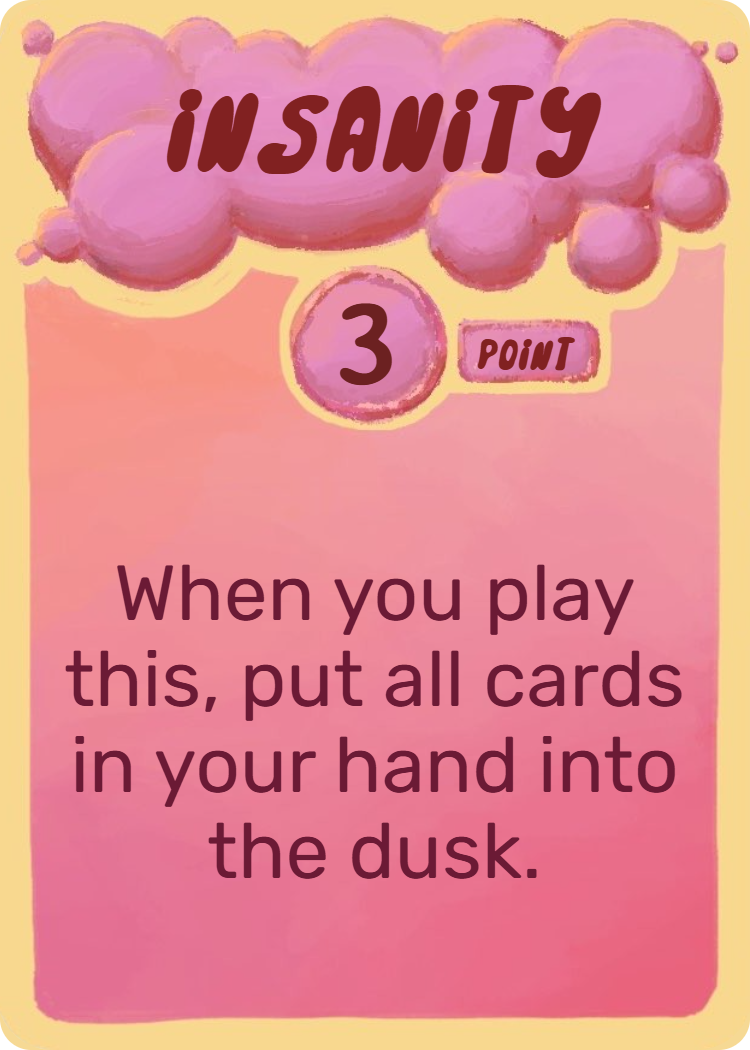 iNSANiTY
3
POiNT
When you play
this, put all cards
in your hand into
the dusk.